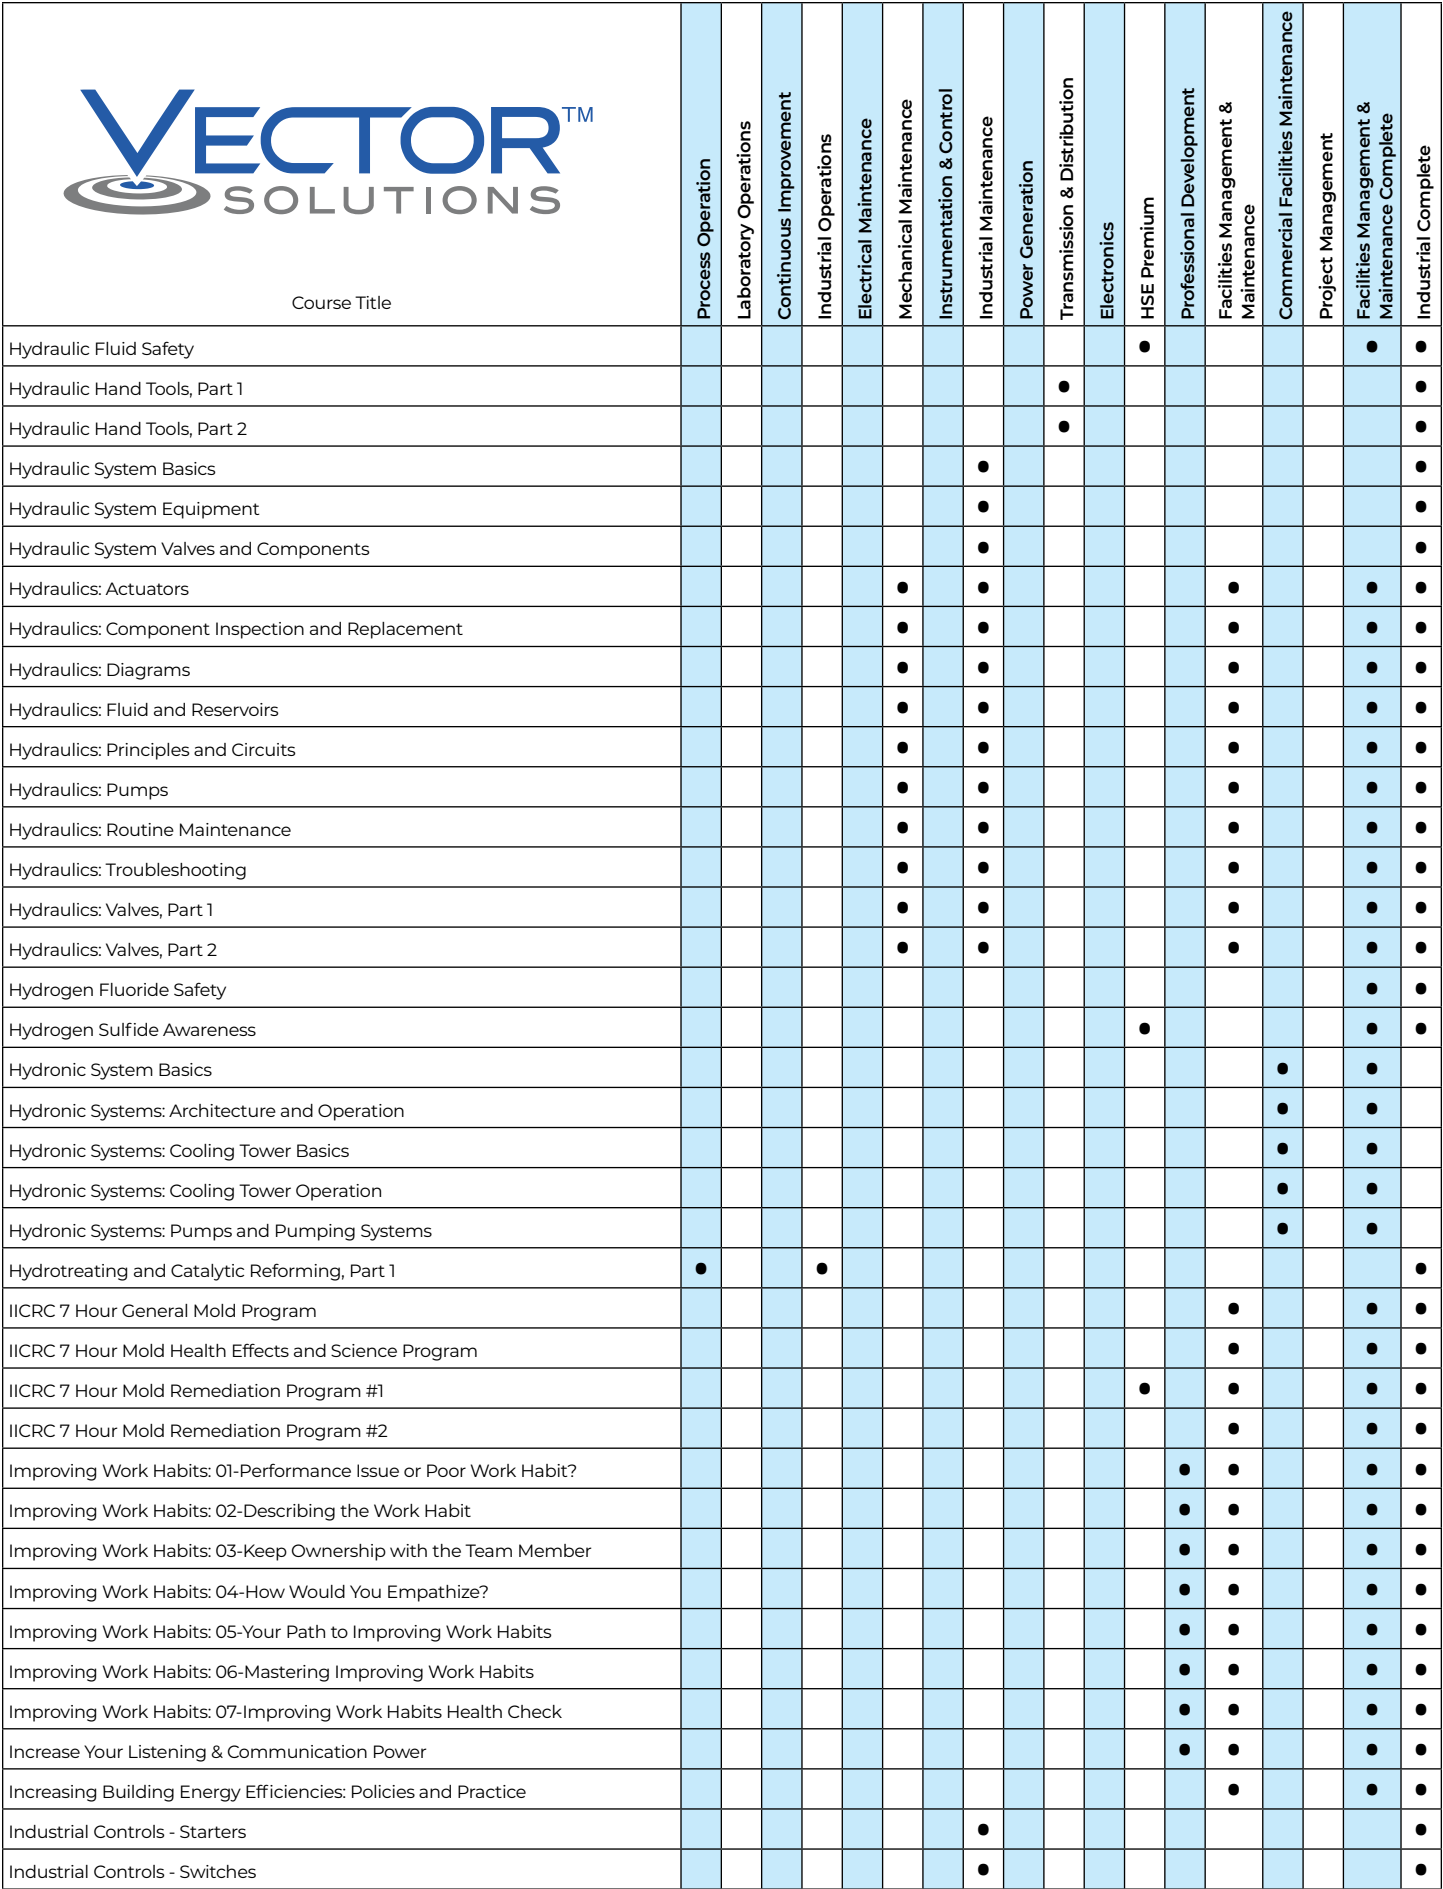 VECTOR™
SOLUTIONS
Course Title
Process Operation
Laboratory Operations
Continuous Improvement
Industrial Operations
Electrical Maintenance
Mechanical Maintenance
Instrumentation & Control
Industrial Maintenance
Power Generation
Transmission & Distribution
Electronics
HSE Premium
Professional Development
Facilities Management &
Maintenance
Commercial Facilities Maintenance
Project Management
Facilities Management &
Maintenance Complete
Industrial Complete
Hydraulic Fluid Safety • • •
Hydraulic Hand Tools, Part 1 • •
Hydraulic Hand Tools, Part 2 • •
Hydraulic System Basics • •
Hydraulic System Equipment • •
Hydraulic System Valves and Components • •
Hydraulics: Actuators • • • • •
Hydraulics: Component Inspection and Replacement • • • • •
Hydraulics: Diagrams • • • • •
Hydraulics: Fluid and Reservoirs • • • • •
Hydraulics: Principles and Circuits • • • • •
Hydraulics: Pumps • • • • •
Hydraulics: Routine Maintenance • • • • •
Hydraulics: Troubleshooting • • • • •
Hydraulics: Valves, Part 1 • • • • •
Hydraulics: Valves, Part 2 • • • • •
Hydrogen Fluoride Safety • •
Hydrogen Sulfide Awareness • • •
Hydronic System Basics • •
Hydronic Systems: Architecture and Operation • •
Hydronic Systems: Cooling Tower Basics • •
Hydronic Systems: Cooling Tower Operation • •
Hydronic Systems: Pumps and Pumping Systems • •
Hydrotreating and Catalytic Reforming, Part 1 • • •
IICRC 7 Hour General Mold Program • • •
IICRC 7 Hour Mold Health Effects and Science Program • • •
IICRC 7 Hour Mold Remediation Program #1 • • • •
IICRC 7 Hour Mold Remediation Program #2 • • •
Improving Work Habits: 01-Performance Issue or Poor Work Habit? • • • •
Improving Work Habits: 02-Describing the Work Habit • • • •
Improving Work Habits: 03-Keep Ownership with the Team Member • • • •
Improving Work Habits: 04-How Would You Empathize? • • • •
Improving Work Habits: 05-Your Path to Improving Work Habits • • • •
Improving Work Habits: 06-Mastering Improving Work Habits • • • •
Improving Work Habits: 07-Improving Work Habits Health Check • • • •
Increase Your Listening & Communication Power • • • •
Increasing Building Energy Efficiencies: Policies and Practice • • •
Industrial Controls - Starters • •
Industrial Controls - Switches • •